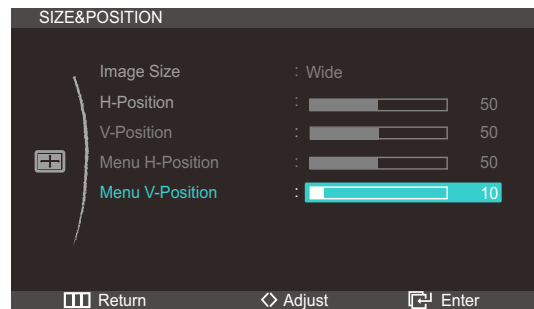 SIZE&POSITION
Image Size : Wide
H-Position : 50
V-Position : 50
Menu H-Position : 50
Menu V-Position : 10
Return Adjust Enter